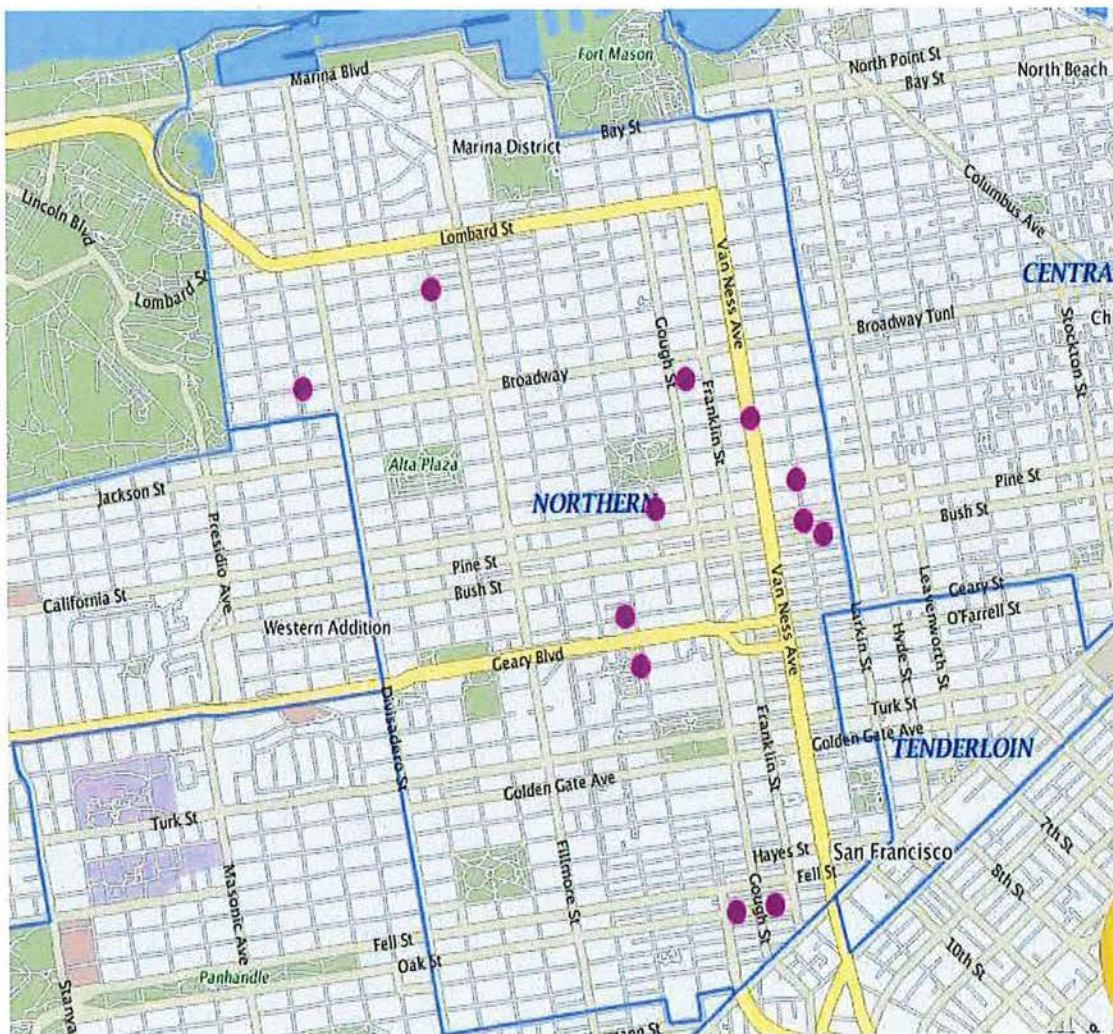 Fort Mason
North Point St
Bay St
North Beach
Marina Blvd
Marina District
Bay St
Columbus Ave
Lincoln Blvd
Lombard St
Lombard St
Van Ness Ave
CENTRA
Broadway Tunl
Ch
Stockton St
Gough St
Franklin St
Broadway
Alta Plaza
Jackson St
NORTHERN
Pine St
Bush St
Presidio Ave
Pine St
Bush St
California St
Van Ness Ave
Leavenworth St
Geary St
O'Farrell St
Western Addition
Larkin St
Hyde St
Geary Blvd
Divisadero St
Franklin St
Turk St
Golden Gate Ave
TENDERLOIN
Golden Gate Ave
Turk St
Fillmore St
Masonic Ave
Hayes St
Fell St
San Francisco
7th St
8th St
Gough St
Fell St
Oak St
10th St
Panhandle
Stanya
mann St